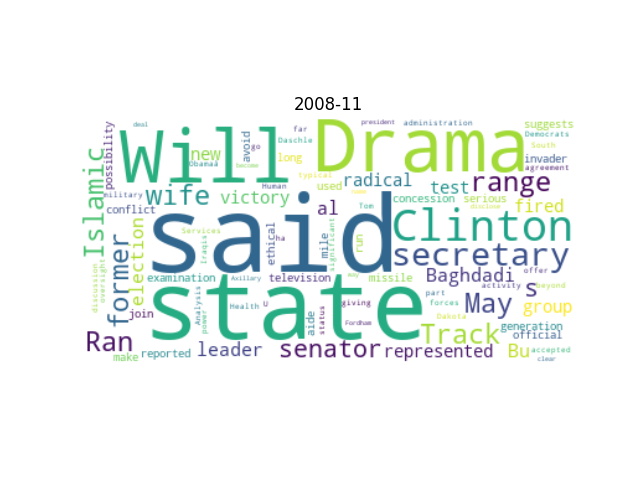 2008-11
deal
president
administration
suggests
Will
Drama
far
Democrats
possibility
new
Obamaa
avoid
go
Daschle
long
South
invader
agreement
Islamic
military
wife
Human
typical
radical
test
range
conflict
victory
used
al
concession
serious
fired
Services
Tom
said
Clinton
former
election
Iraqis
ethical
ha
mile
significant
run
secretary
discussion
oversight
examination
Axillary
television
missile
Baghdadi
offer
state
way
activity
s
beyond
join
Analysis
power
Health
U
aide
status
giving
part
forces
May
group
Dakota
Ran
Fordham
Track
generation
official
make
reported
leader
senator
represented
Bu
accepted
clear
disclose